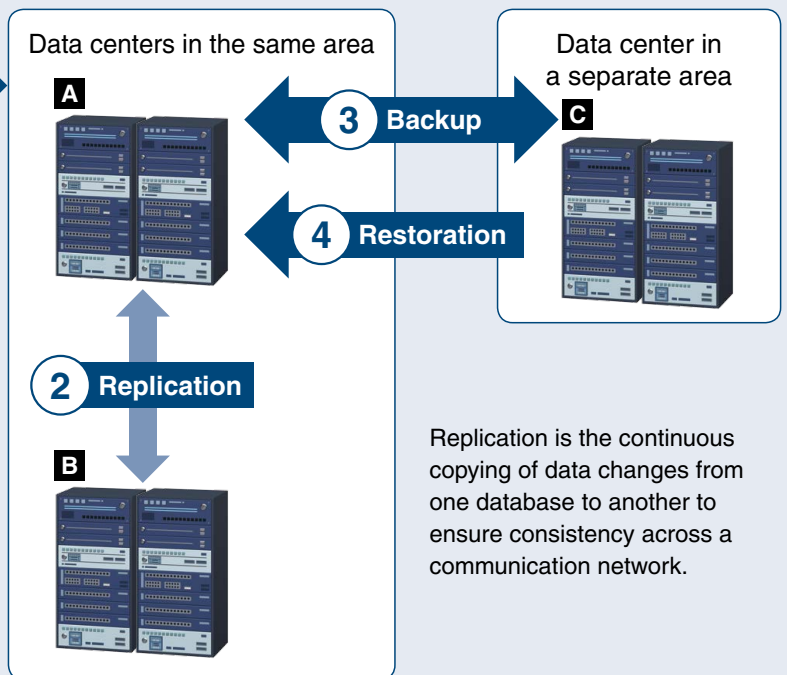 Data centers in the same area
A
3 Backup
4 Restoration
2 Replication
B
Data center in
a separate area
C
Replication is the continuous
copying of data changes from
one database to another to
ensure consistency across a
communication network.